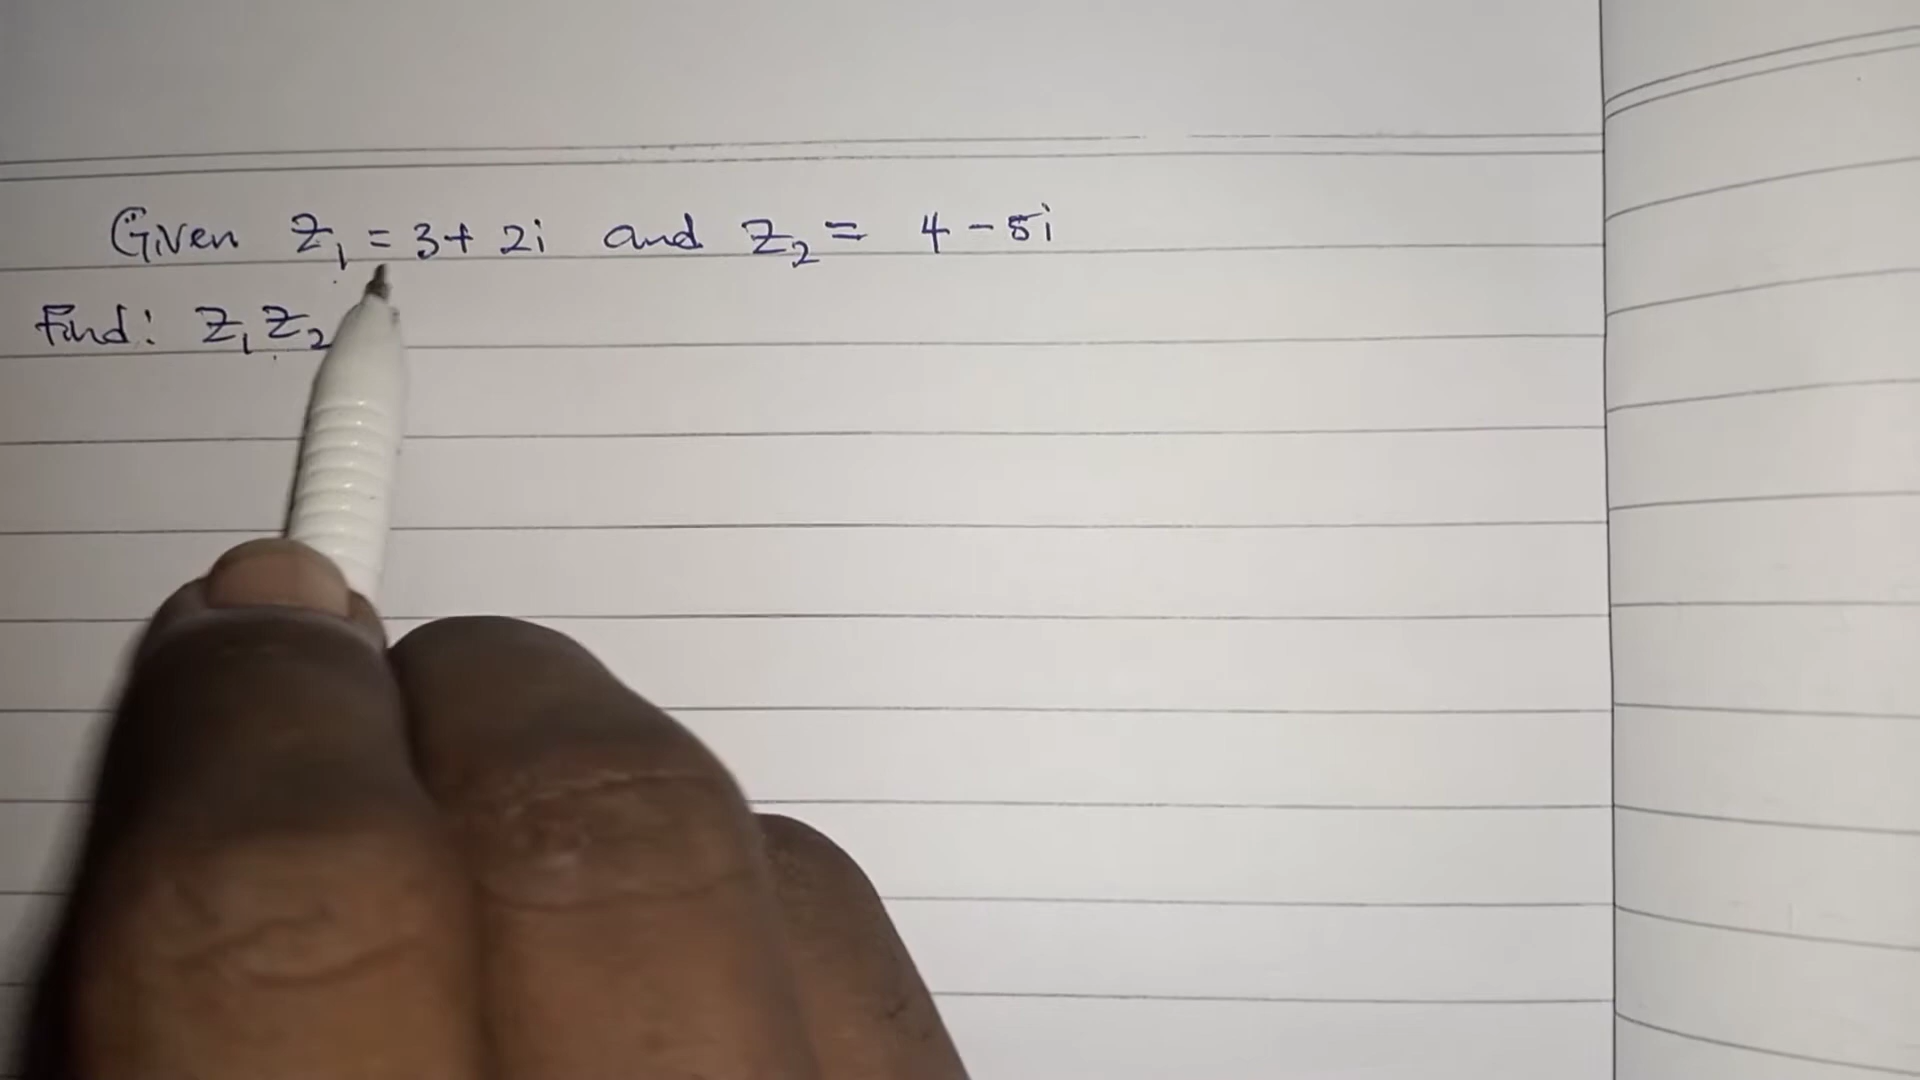 Given Z₁ = 3 + 2i and Z₂ = 4 - 5i
Find: Z₁Z₂